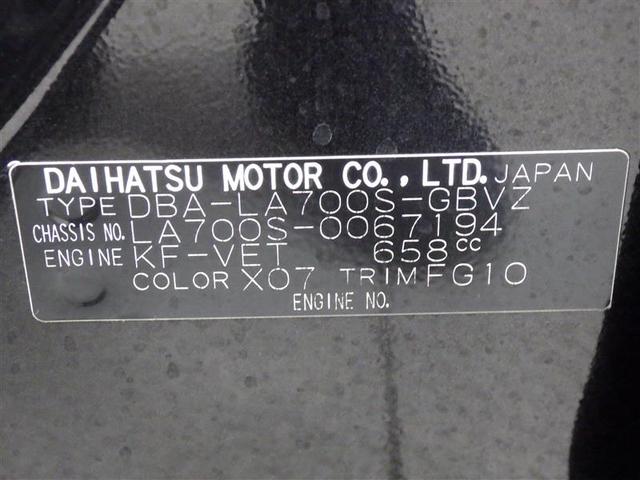 DAIHATSU MOTOR CO., LTD. JAPAN
TYPE DBA-LA700S-GBVZ
CHASSIS NO. LA700S-0067194
ENGINE KF-VET 658cc
COLOR X07 TRIM FG10
ENGINE NO.